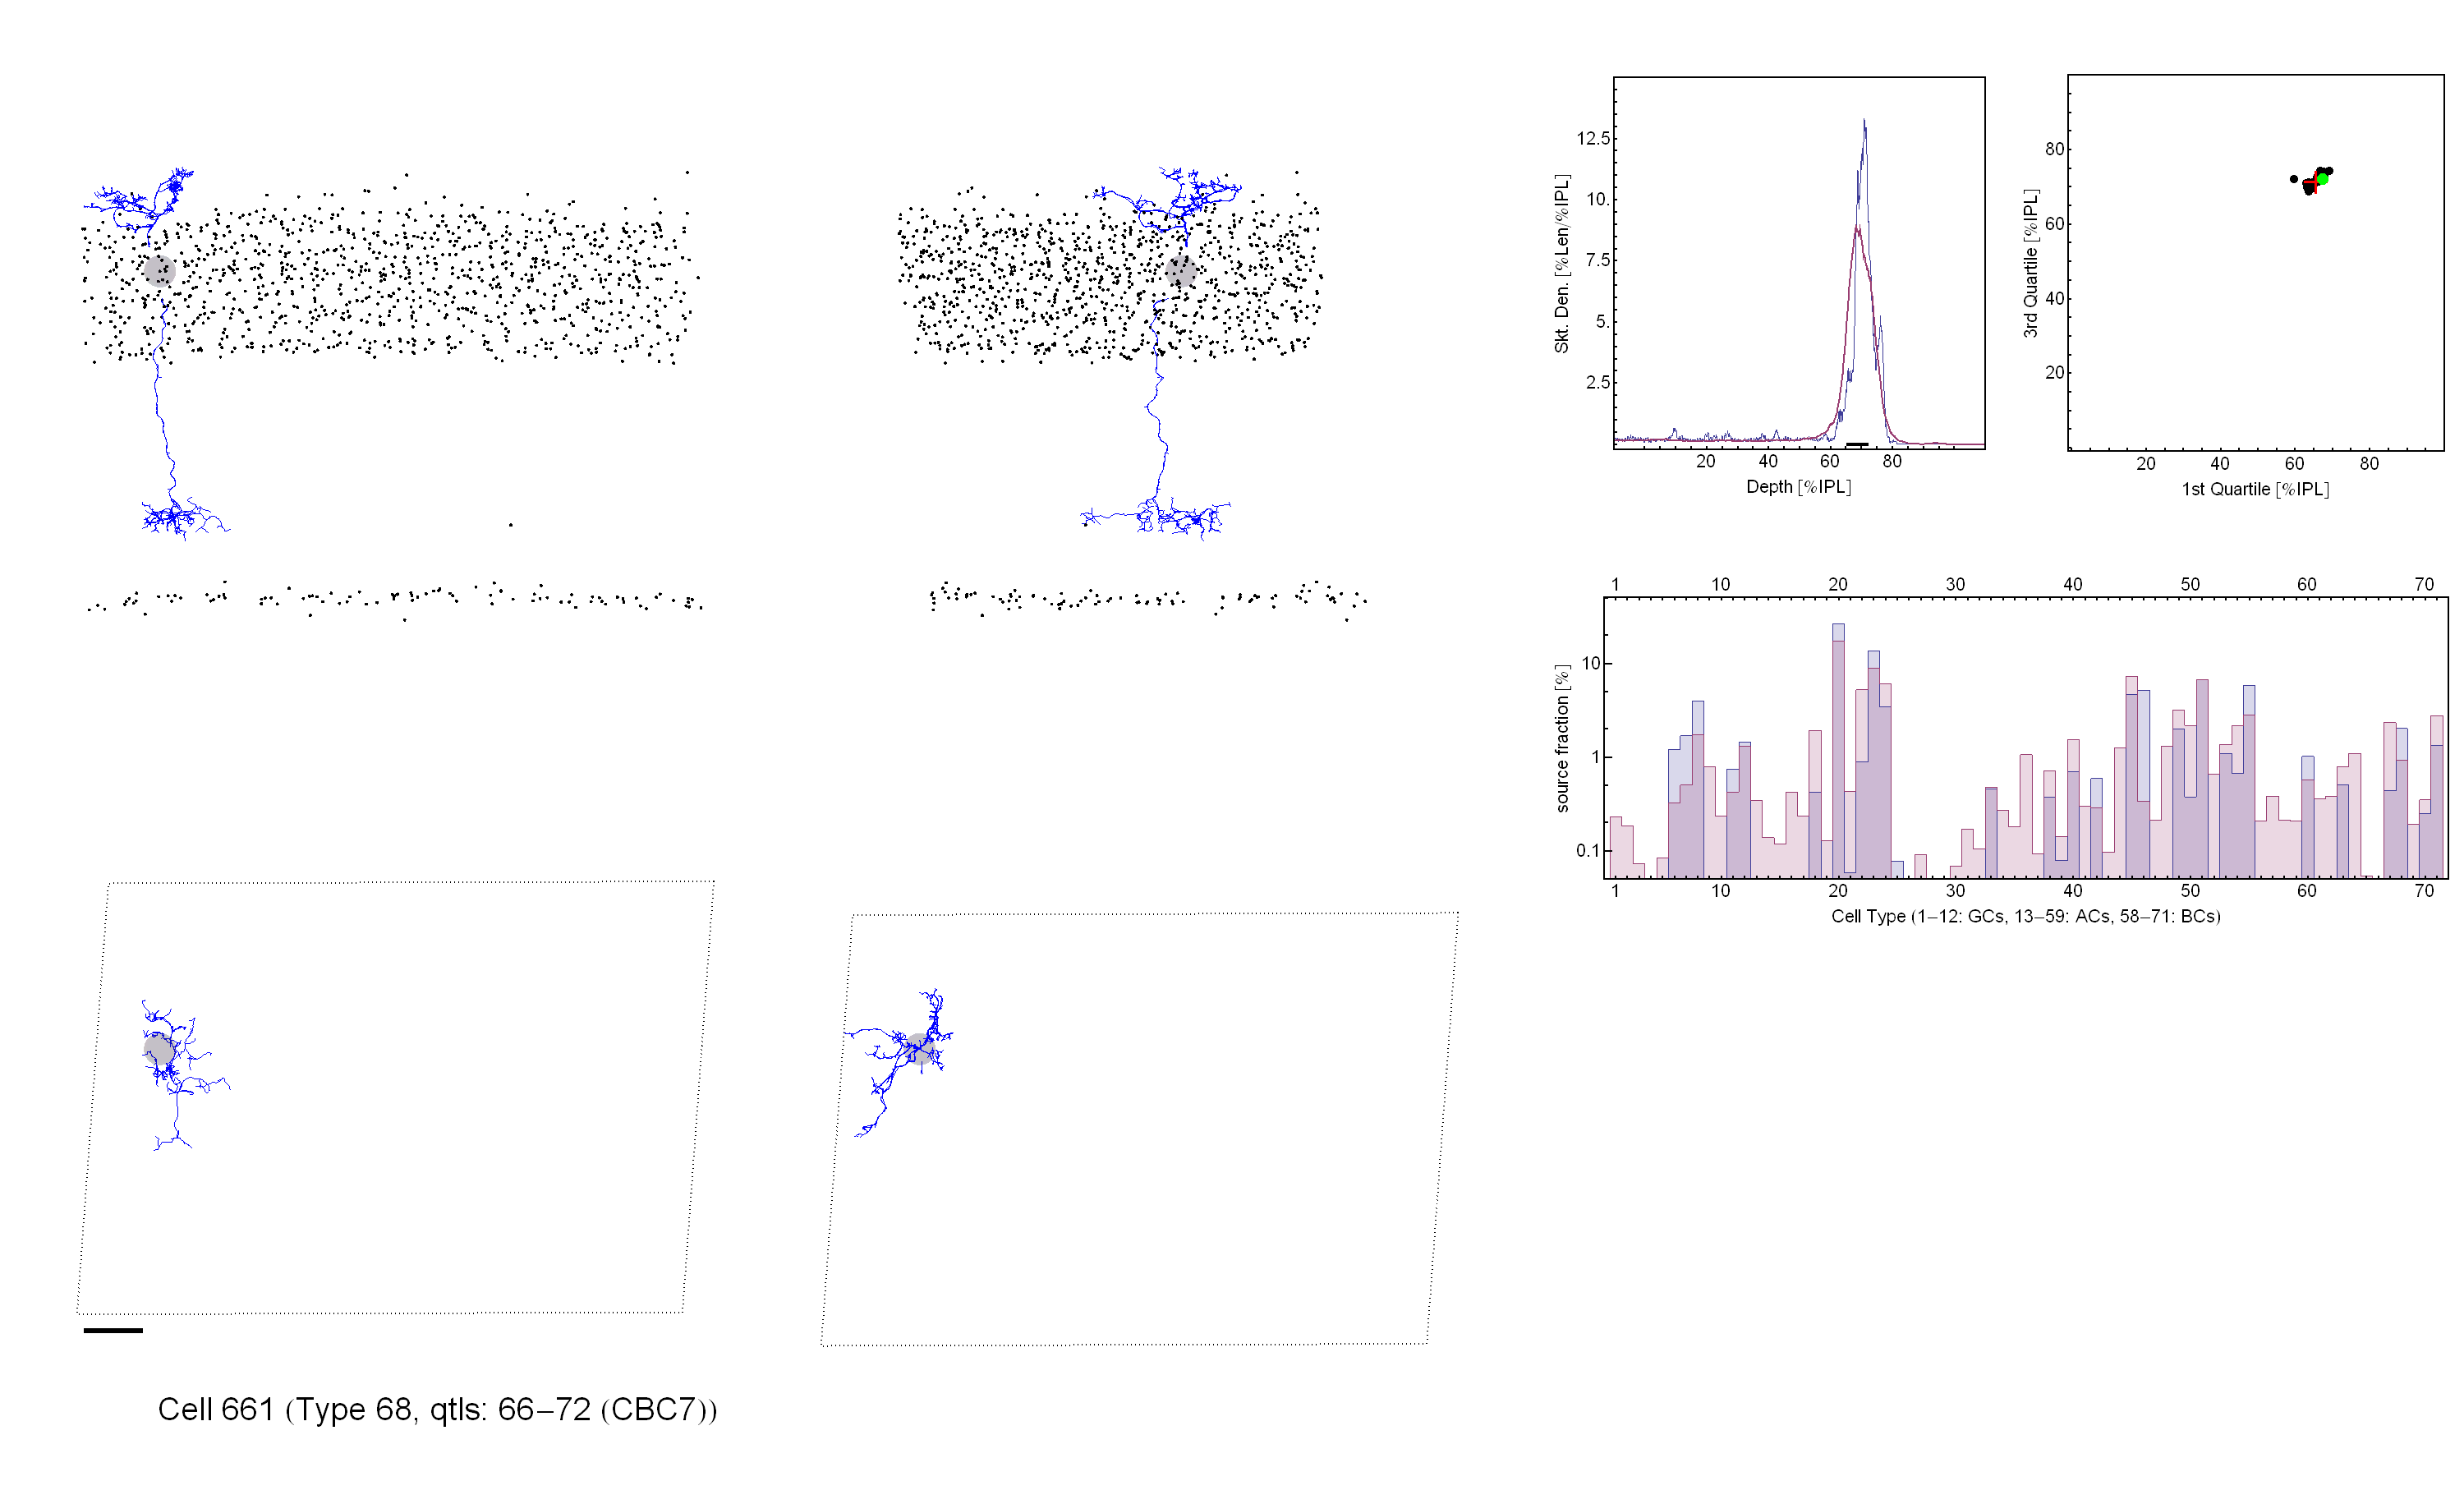 12.5
10.
7.5
5.
2.5
Skt. Den. [%Len/%IPL]
20 40 60 80
Depth [%IPL]
80
60
40
20
3rd Quartile [%IPL]
20 40 60 80
1st Quartile [%IPL]
1 10 20 30 40 50 60 70
10
1
0.1
source fraction [%]
1 10 20 30 40 50 60 70
Cell Type (1–12: GCs, 13–59: ACs, 58–71: BCs)
Cell 661 (Type 68, qtls: 66–72 (CBC7))